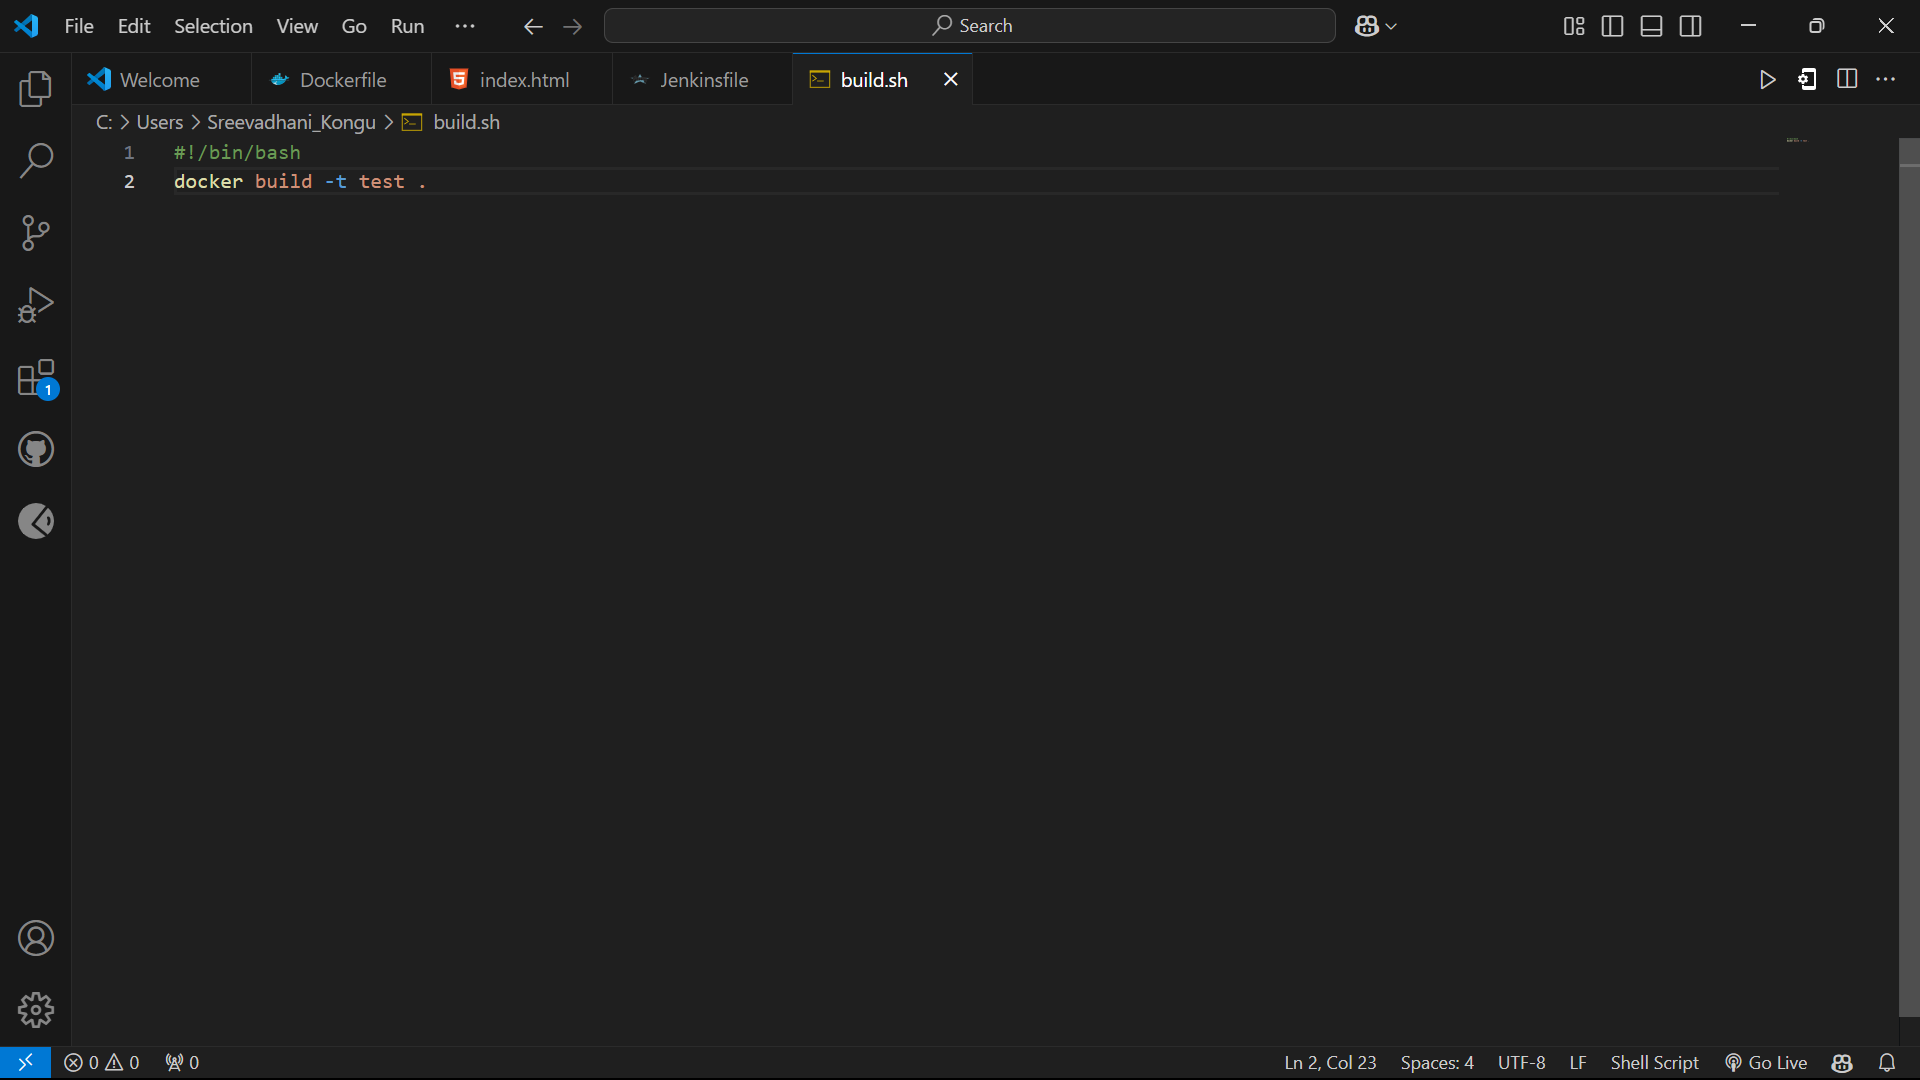 File Edit Selection View Go Run ··· Search
Welcome Dockerfile index.html Jenkinsfile build.sh
C: > Users > Sreevadhani_Kongu > build.sh
1 #!/bin/bash
2 docker build -t test .
1
0 0 0 Ln 2, Col 23 Spaces: 4 UTF-8 LF Shell Script Go Live